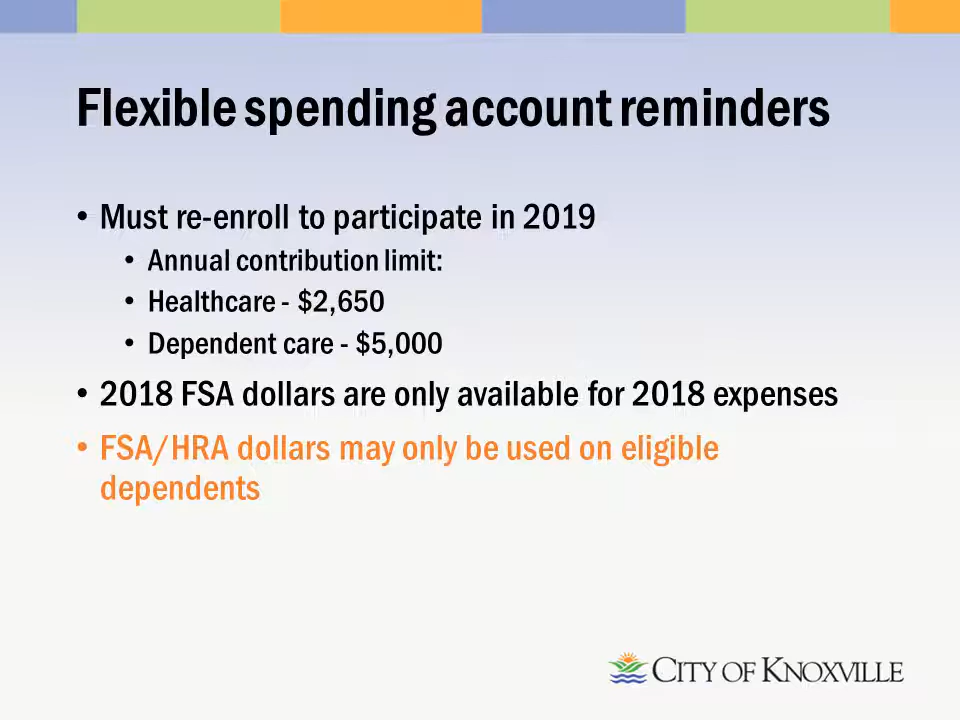 Flexible spending account reminders
• Must re-enroll to participate in 2019
• Annual contribution limit:
• Healthcare - $2,650
• Dependent care - $5,000
• 2018 FSA dollars are only available for 2018 expenses
• FSA/HRA dollars may only be used on eligible
dependents
CITY OF KNOXVILLE